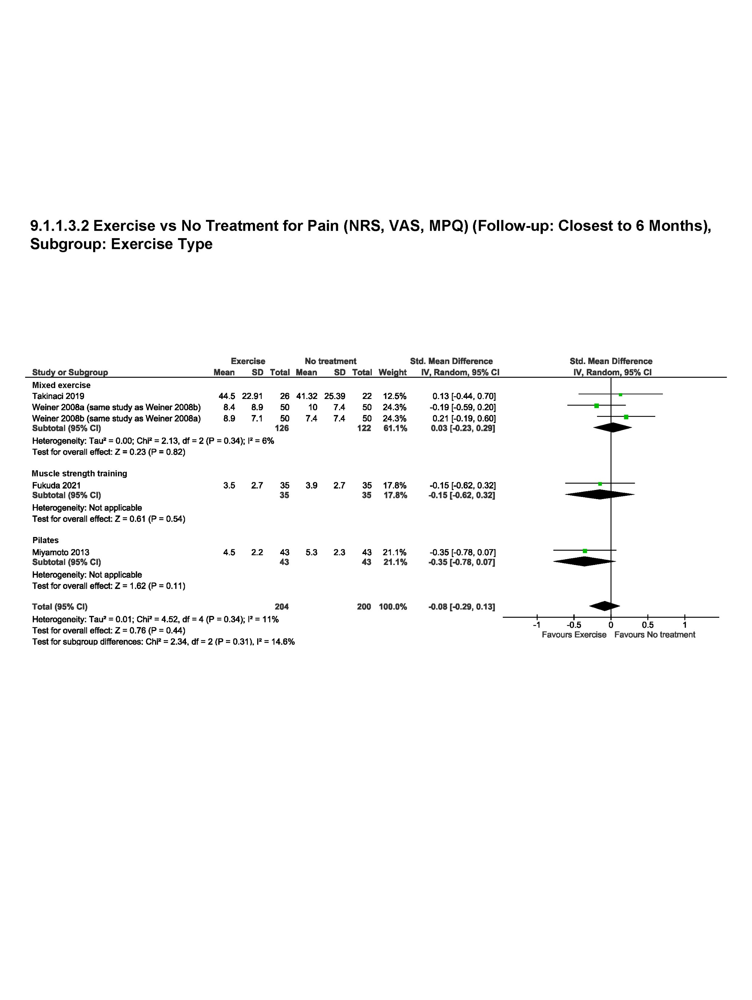 9.1.1.3.2 Exercise vs No Treatment for Pain (NRS, VAS, MPQ) (Follow-up: Closest to 6 Months),
Subgroup: Exercise Type
Exercise No treatment Std. Mean Difference Std. Mean Difference
Study or Subgroup Mean SD Total Mean SD Total Weight IV, Random, 95% CI IV, Random, 95% CI
Mixed exercise
Takinaci 2019 44.5 22.91 26 41.32 25.39 22 12.5% 0.13 [-0.44, 0.70]
Weiner 2008a (same study as Weiner 2008b) 8.4 8.9 50 10 7.4 50 24.3% -0.19 [-0.59, 0.20]
Weiner 2008b (same study as Weiner 2008a) 8.9 7.1 50 7.4 7.4 50 24.3% 0.21 [-0.19, 0.60]
Subtotal (95% CI) 126 122 61.1% 0.03 [-0.23, 0.29]
Heterogeneity: Tau² = 0.00; Chi² = 2.13, df = 2 (P = 0.34); I² = 6%
Test for overall effect: Z = 0.23 (P = 0.82)
Muscle strength training
Fukuda 2021 3.5 2.7 35 3.9 2.7 35 17.8% -0.15 [-0.62, 0.32]
Subtotal (95% CI) 35 35 17.8% -0.15 [-0.62, 0.32]
Heterogeneity: Not applicable
Test for overall effect: Z = 0.61 (P = 0.54)
Pilates
Miyamoto 2013 4.5 2.2 43 5.3 2.3 43 21.1% -0.35 [-0.78, 0.07]
Subtotal (95% CI) 43 43 21.1% -0.35 [-0.78, 0.07]
Heterogeneity: Not applicable
Test for overall effect: Z = 1.62 (P = 0.11)
Total (95% CI) 204 200 100.0% -0.08 [-0.29, 0.13]
Heterogeneity: Tau² = 0.01; Chi² = 4.52, df = 4 (P = 0.34); I² = 11%
Test for overall effect: Z = 0.76 (P = 0.44)
Test for subgroup differences: Chi² = 2.34, df = 2 (P = 0.31), I² = 14.6%
-1 -0.5 0 0.5 1
Favours Exercise Favours No treatment